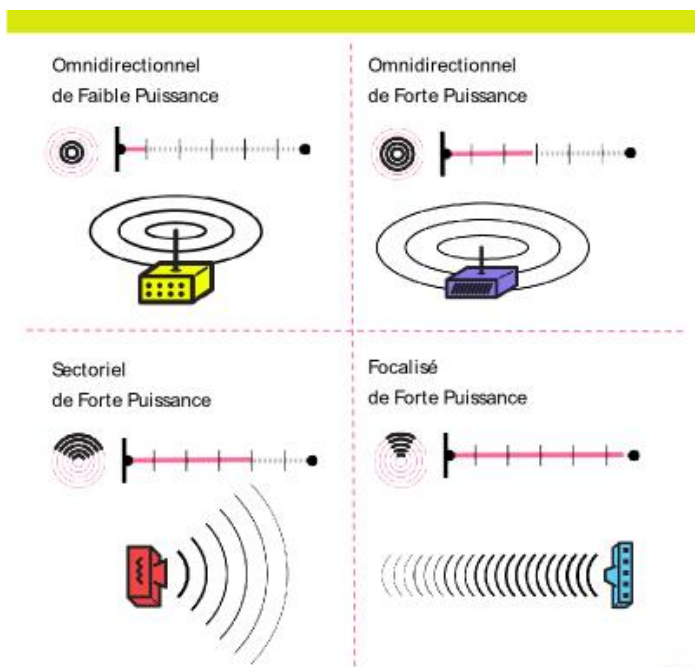 Omnidirectionnel
de Faible Puissance
Omnidirectionnel
de Forte Puissance
Sectoriel
de Forte Puissance
Focalisé
de Forte Puissance